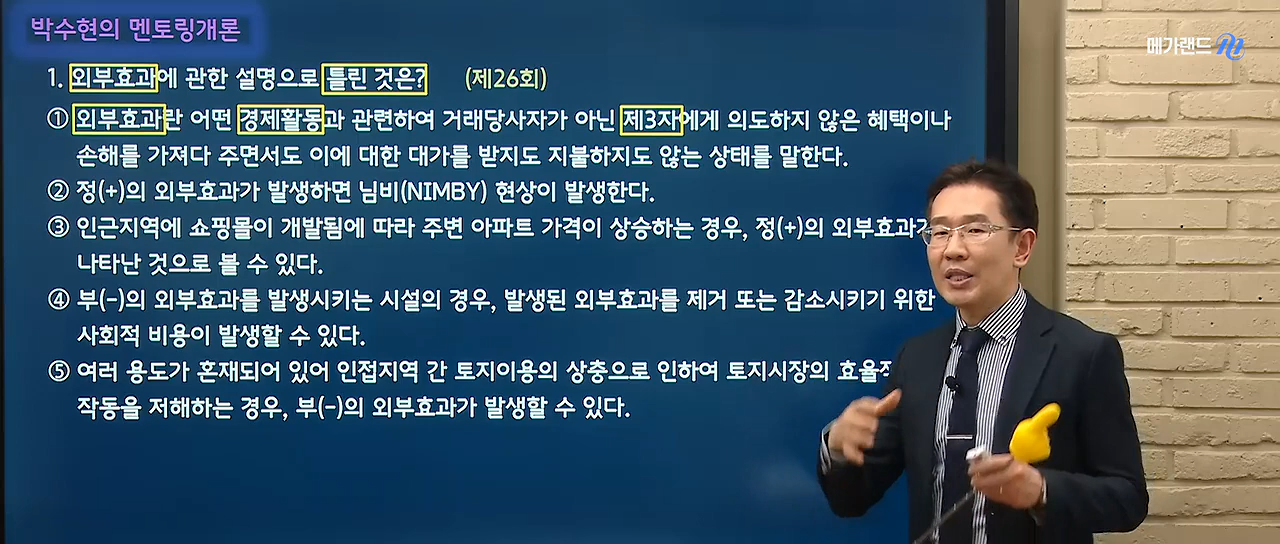 박수현의 멘토링개론
메가랜드
1. 외부효과에 관한 설명으로 틀린 것은? (제26회)
① 외부효과란 어떤 경제활동과 관련하여 거래당사자가 아닌 제3자에게 의도하지 않은 혜택이나
손해를 가져다 주면서도 이에 대한 대가를 받지도 지불하지도 않는 상태를 말한다.
② 정(+)의 외부효과가 발생하면 님비(NIMBY) 현상이 발생한다.
③ 인근지역에 쇼핑몰이 개발됨에 따라 주변 아파트 가격이 상승하는 경우, 정(+)의 외부효과가
나타난 것으로 볼 수 있다.
④ 부(-)의 외부효과를 발생시키는 시설의 경우, 발생된 외부효과를 제거 또는 감소시키기 위한
사회적 비용이 발생할 수 있다.
⑤ 여러 용도가 혼재되어 있어 인접지역 간 토지이용의 상충으로 인하여 토지시장의
작동을 저해하는 경우, 부(-)의 외부효과가 발생할 수 있다.